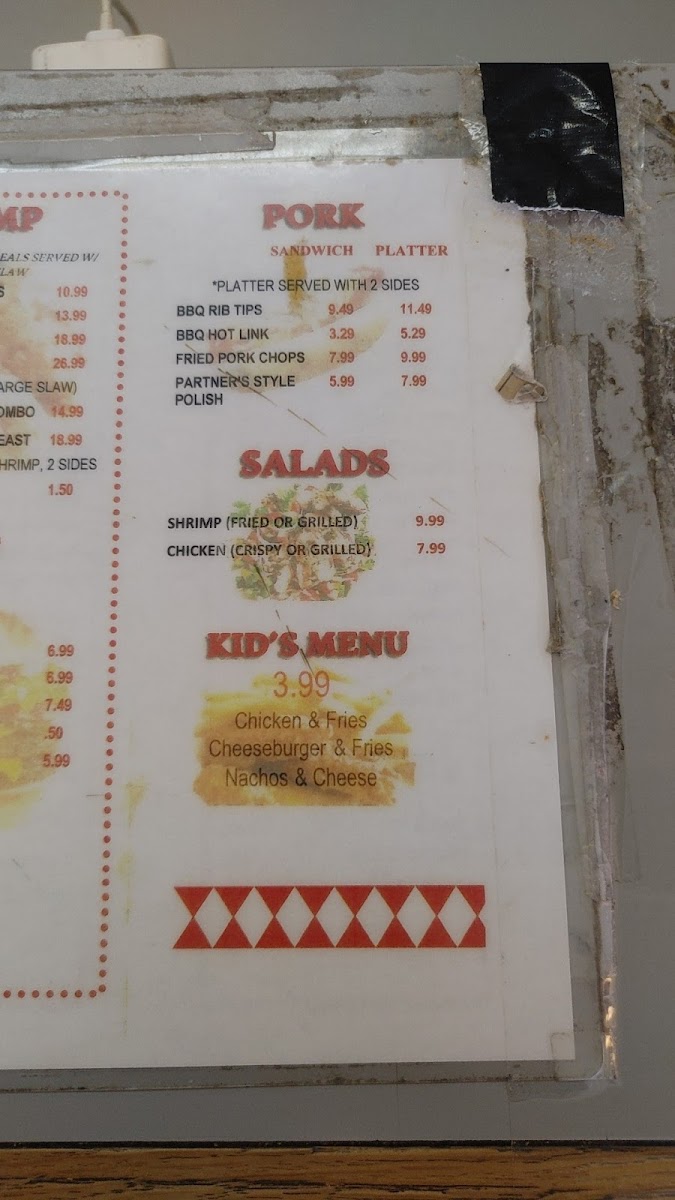 EALS SERVED W/
10.99
13.99
18.99
26.99
ARGE SLAW)
OMBO 14.99
EAST 18.99
HRIMP, 2 SIDES
1.50
6.99
6.99
7.49
.50
5.99
PORK
SANDWICH PLATTER
*PLATTER SERVED WITH 2 SIDES
BBQ RIB TIPS 9.49 11.49
BBQ HOT LINK 3.29 5.29
FRIED PORK CHOPS 7.99 9.99
PARTNER'S STYLE 5.99 7.99
POLISH
SALADS
SHRIMP (FRIED OR GRILLED) 9.99
CHICKEN (CRISPY OR GRILLED) 7.99
KID'S MENU
3.99
Chicken & Fries
Cheeseburger & Fries
Nachos & Cheese